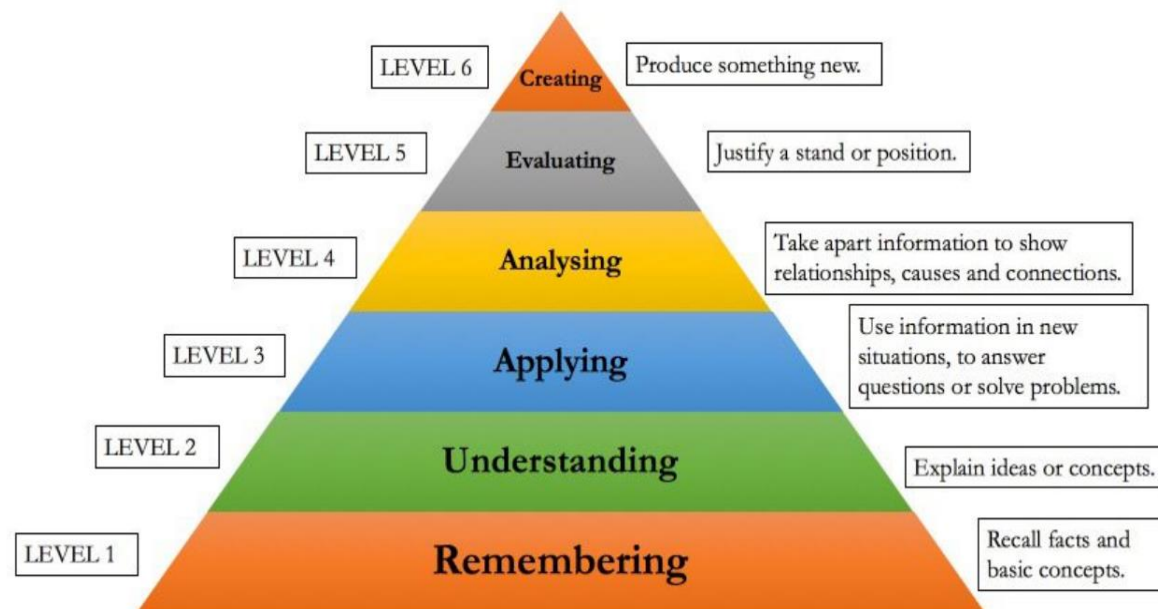 LEVEL 6
Creating
Produce something new.
LEVEL 5
Evaluating
Justify a stand or position.
LEVEL 4
Analysing
Take apart information to show
relationships, causes and connections.
LEVEL 3
Applying
Use information in new
situations, to answer
questions or solve problems.
LEVEL 2
Understanding
Explain ideas or concepts.
LEVEL 1
Remembering
Recall facts and
basic concepts.